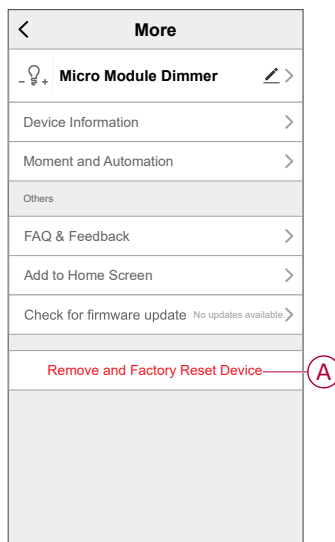 More
Micro Module Dimmer
Device Information
Moment and Automation
Others
FAQ & Feedback
Add to Home Screen
Check for firmware update No updates available.
Remove and Factory Reset Device
A